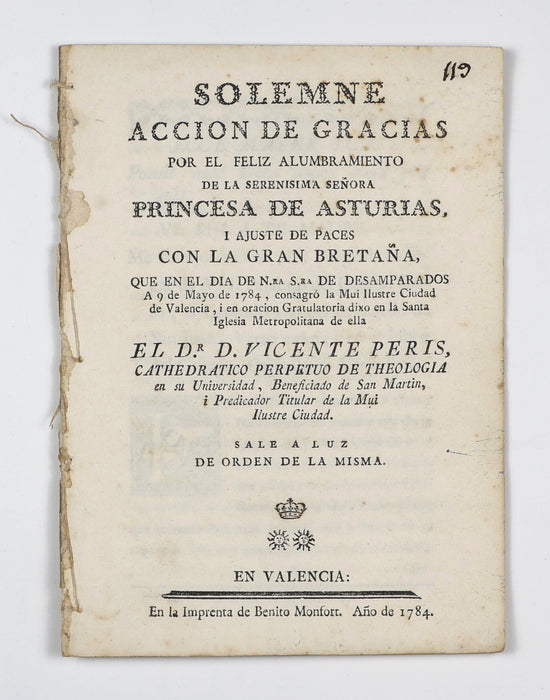 119
SOLEMNE
ACCION DE GRACIAS
POR EL FELIZ ALUMBRAMIENTO
DE LA SERENISIMA SEÑORA
PRINCESA DE ASTURIAS,
I AJUSTE DE PACES
CON LA GRAN BRETAÑA,
QUE EN EL DIA DE N.RA S.RA DE DESAMPARADOS
A 9 de Mayo de 1784, consagró la Mui Ilustre Ciudad
de Valencia, i en oracion Gratulatoria dixo en la Santa
Iglesia Metropolitana de ella
EL D.R D. VICENTE PERIS,
CATHEDRATICO PERPETUO DE THEOLOGIA
en su Universidad, Beneficiado de San Martin,
i Predicador Titular de la Mui
Ilustre Ciudad.
SALE A LUZ
DE ORDEN DE LA MISMA.
EN VALENCIA:
En la Imprenta de Benito Monfort. Año de 1784.